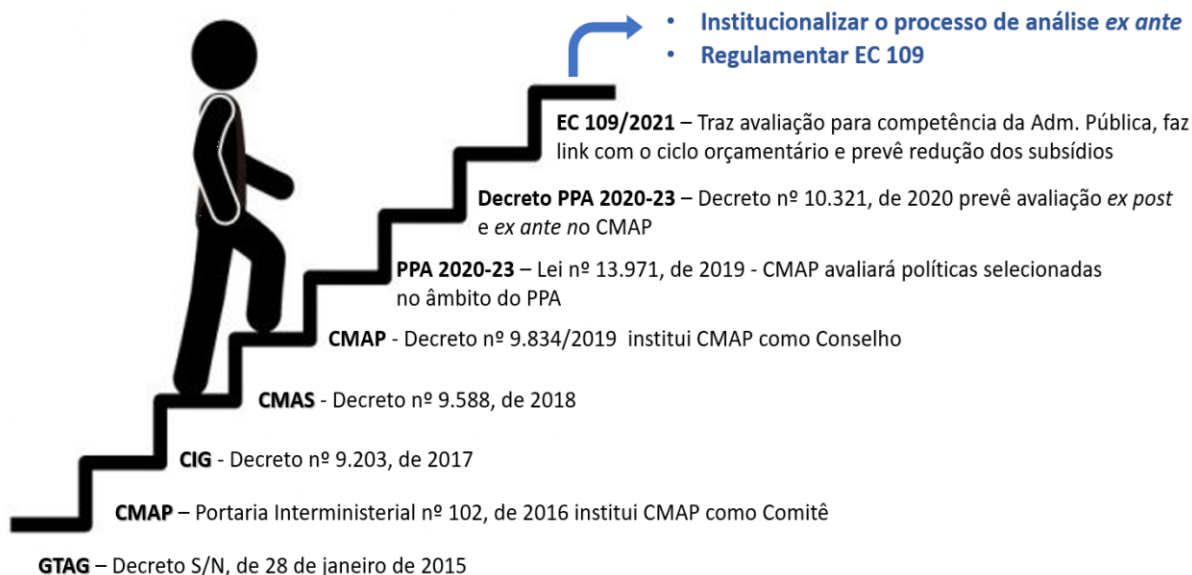 • Institucionalizar o processo de análise ex ante
• Regulamentar EC 109
EC 109/2021 – Traz avaliação para competência da Adm. Pública, faz
link com o ciclo orçamentário e prevê redução dos subsídios
Decreto PPA 2020-23 – Decreto nº 10.321, de 2020 prevê avaliação ex post
e ex ante no CMAP
PPA 2020-23 – Lei nº 13.971, de 2019 - CMAP avaliará políticas selecionadas
no âmbito do PPA
CMAP - Decreto nº 9.834/2019 institui CMAP como Conselho
CMAS - Decreto nº 9.588, de 2018
CIG - Decreto nº 9.203, de 2017
CMAP – Portaria Interministerial nº 102, de 2016 institui CMAP como Comitê
GTAG – Decreto S/N, de 28 de janeiro de 2015